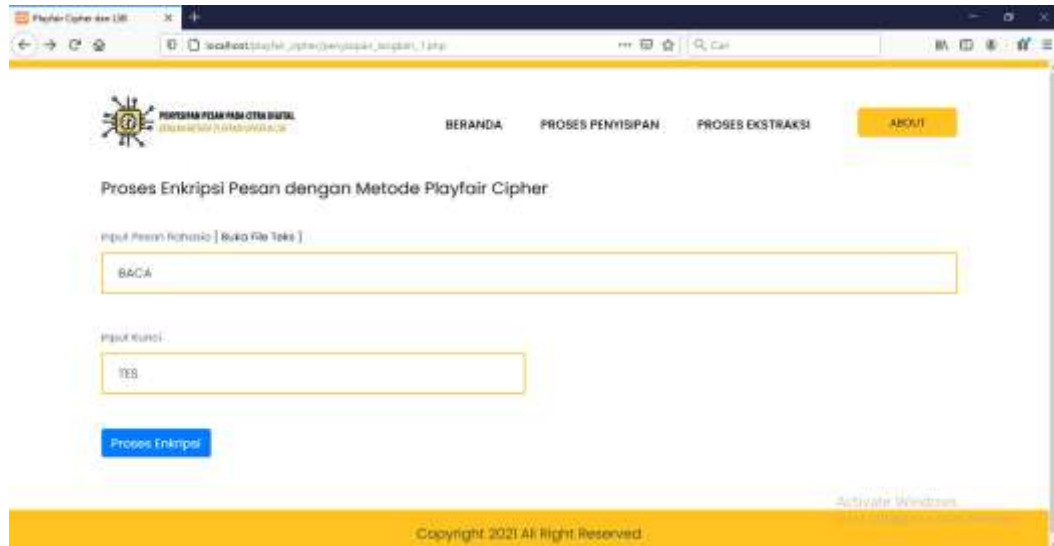 Playfair Cipher dan LSB
Cari
PENYISIPAN PESAN PADA CITRA DIGITAL
BERANDA
PROSES PENYISIPAN
PROSES EKSTRAKSI
ABOUT
Proses Enkripsi Pesan dengan Metode Playfair Cipher
Input Pesan Rahasia [ Buka File Teks ]
BACA
Input Kunci
TES
Proses Enkripsi
Activate Windows
Copyright 2021 All Right Reserved